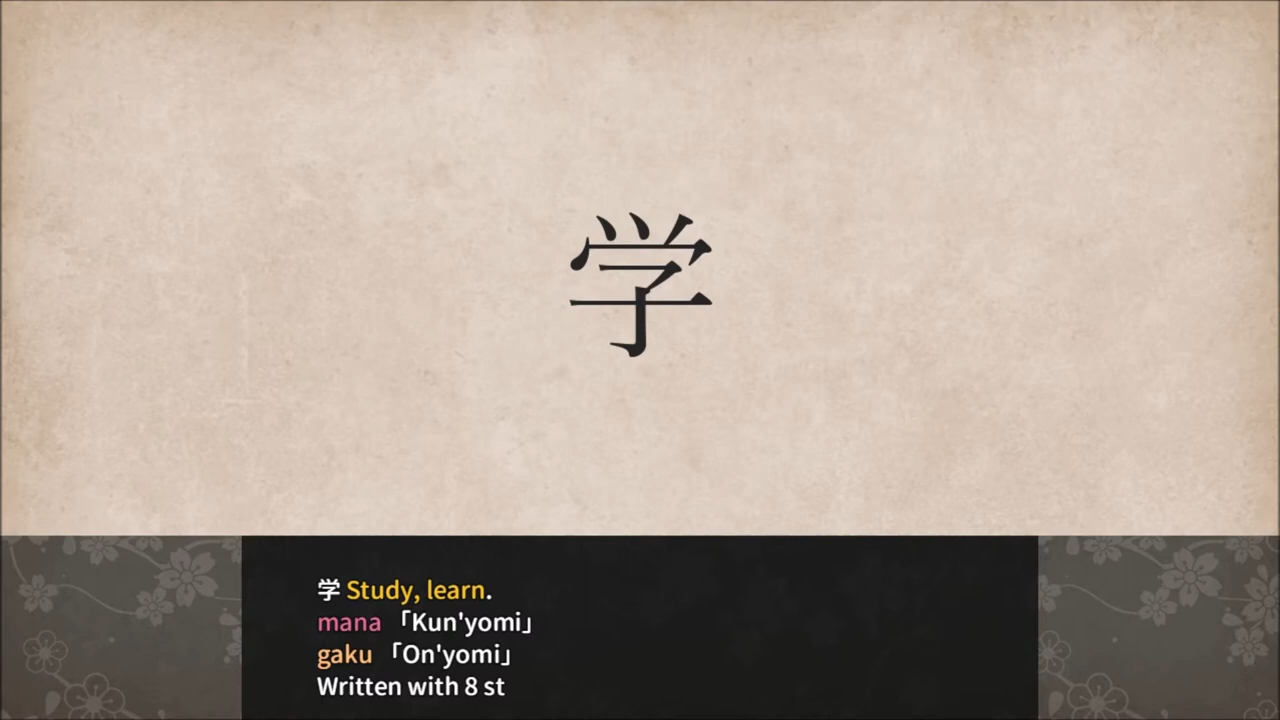 学
学 Study, learn.
mana 「Kun'yomi」
gaku 「On'yomi」
Written with 8 st